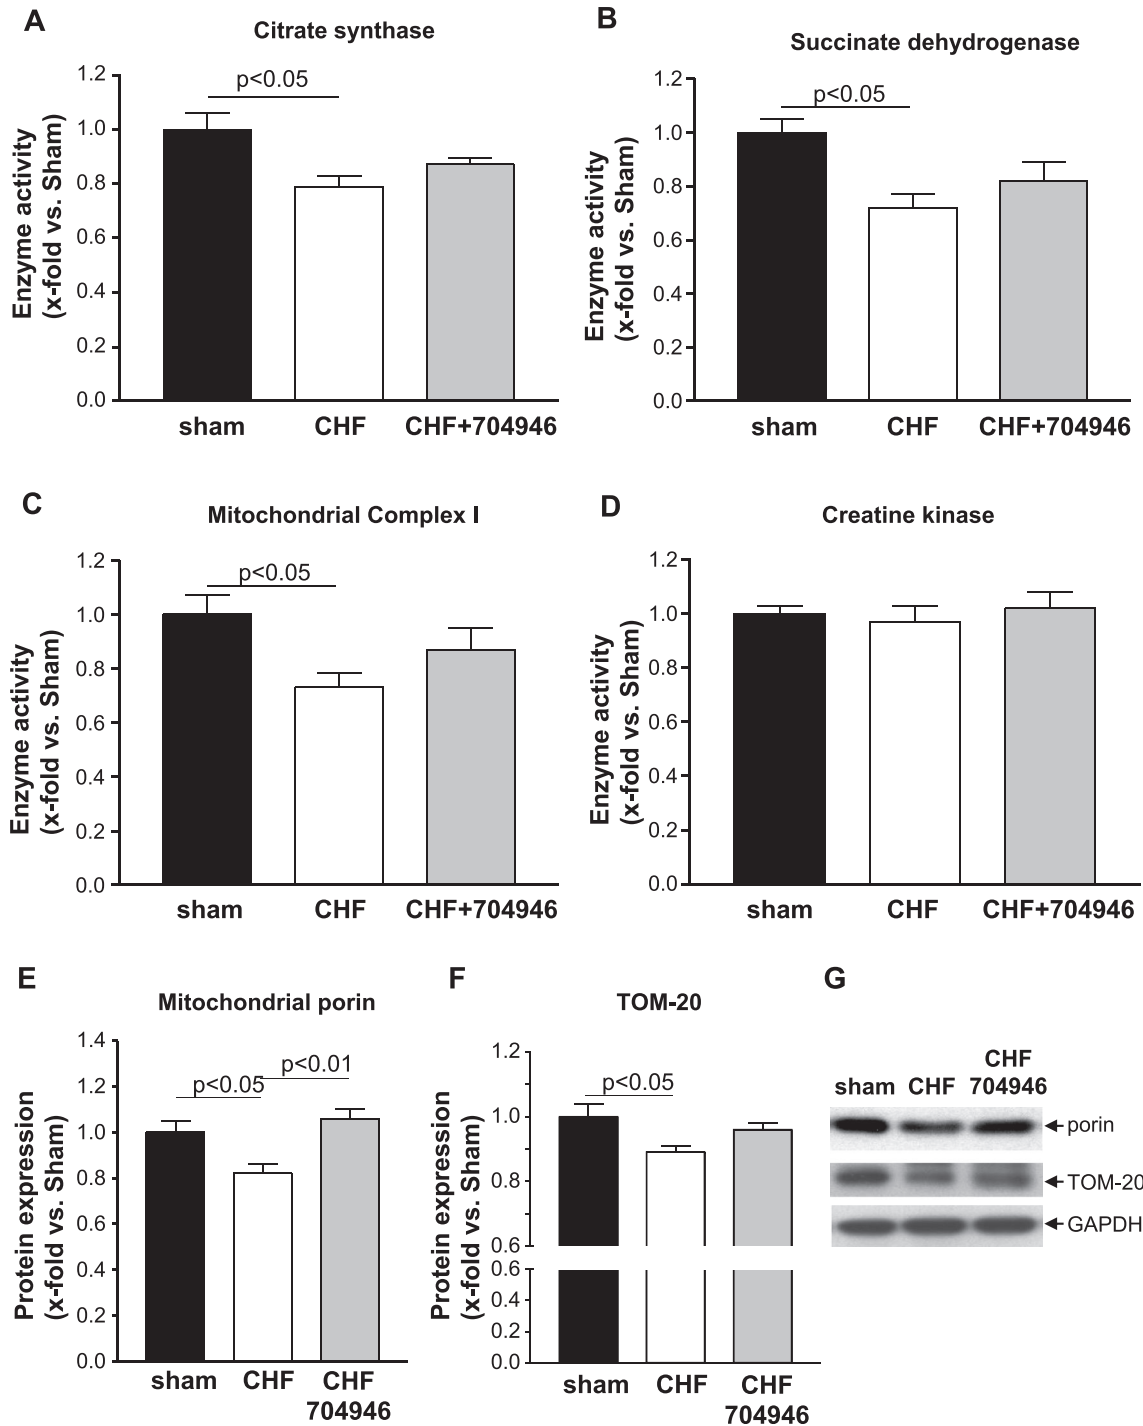 A
Citrate synthase
Enzyme activity
(x-fold vs. Sham)
1.2
1.0
0.8
0.6
0.4
0.2
0.0
p<0.05
sham CHF CHF+704946
B
Succinate dehydrogenase
Enzyme activity
(x-fold vs. Sham)
1.2
1.0
0.8
0.6
0.4
0.2
0.0
p<0.05
sham CHF CHF+704946
C
Mitochondrial Complex I
Enzyme activity
(x-fold vs. Sham)
1.2
1.0
0.8
0.6
0.4
0.2
0.0
p<0.05
sham CHF CHF+704946
D
Creatine kinase
Enzyme activity
(x-fold vs. Sham)
1.2
1.0
0.8
0.6
0.4
0.2
0.0
sham CHF CHF+704946
E
Mitochondrial porin
Protein expression
(x-fold vs. Sham)
1.4
1.2
1.0
0.8
0.6
0.4
0.2
0.0
p<0.05
p<0.01
sham CHF CHF
704946
F
TOM-20
Protein expression
(x-fold vs. Sham)
1.2
1.0
0.8
0.6
0.6
0.4
0.2
0.0
p<0.05
sham CHF CHF
704946
G
CHF
sham CHF 704946
porin
TOM-20
GAPDH